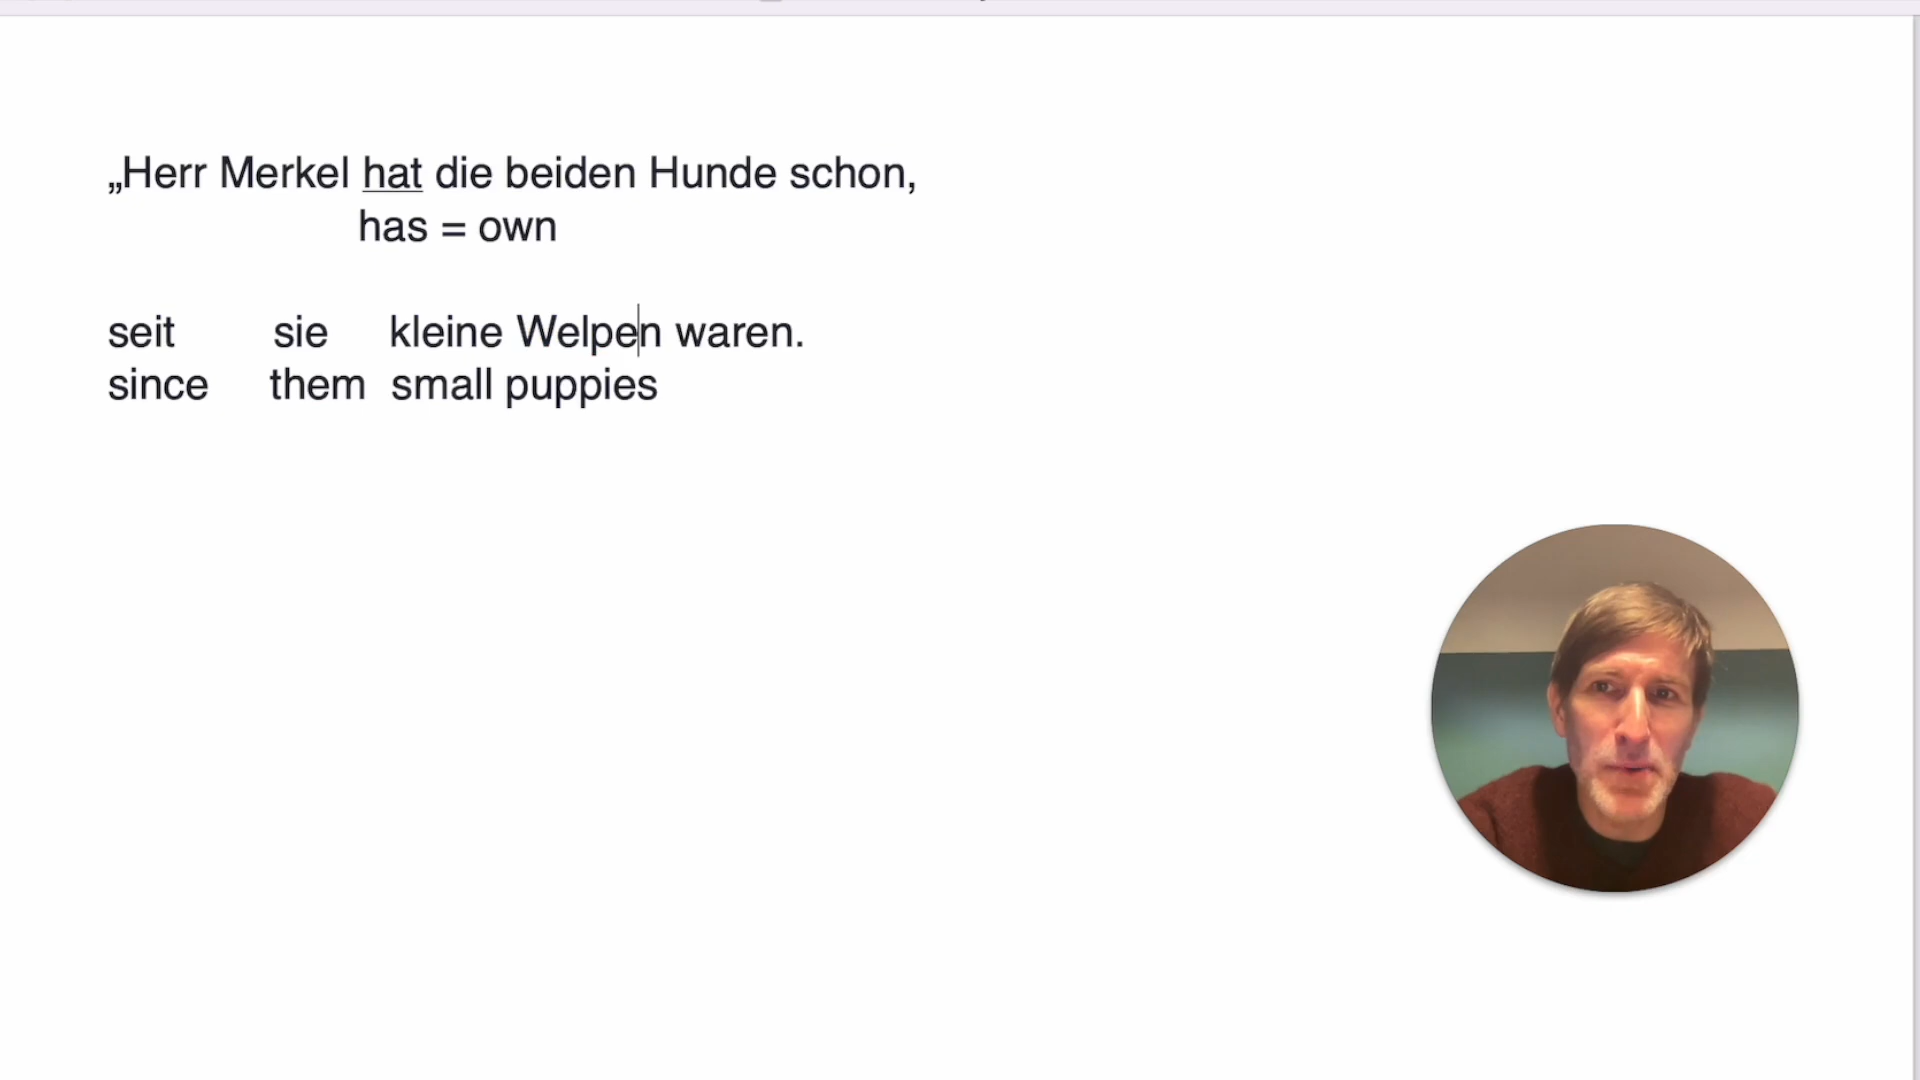 „Herr Merkel hat die beiden Hunde schon,
has = own
seit sie kleine Welpen waren.
since them small puppies